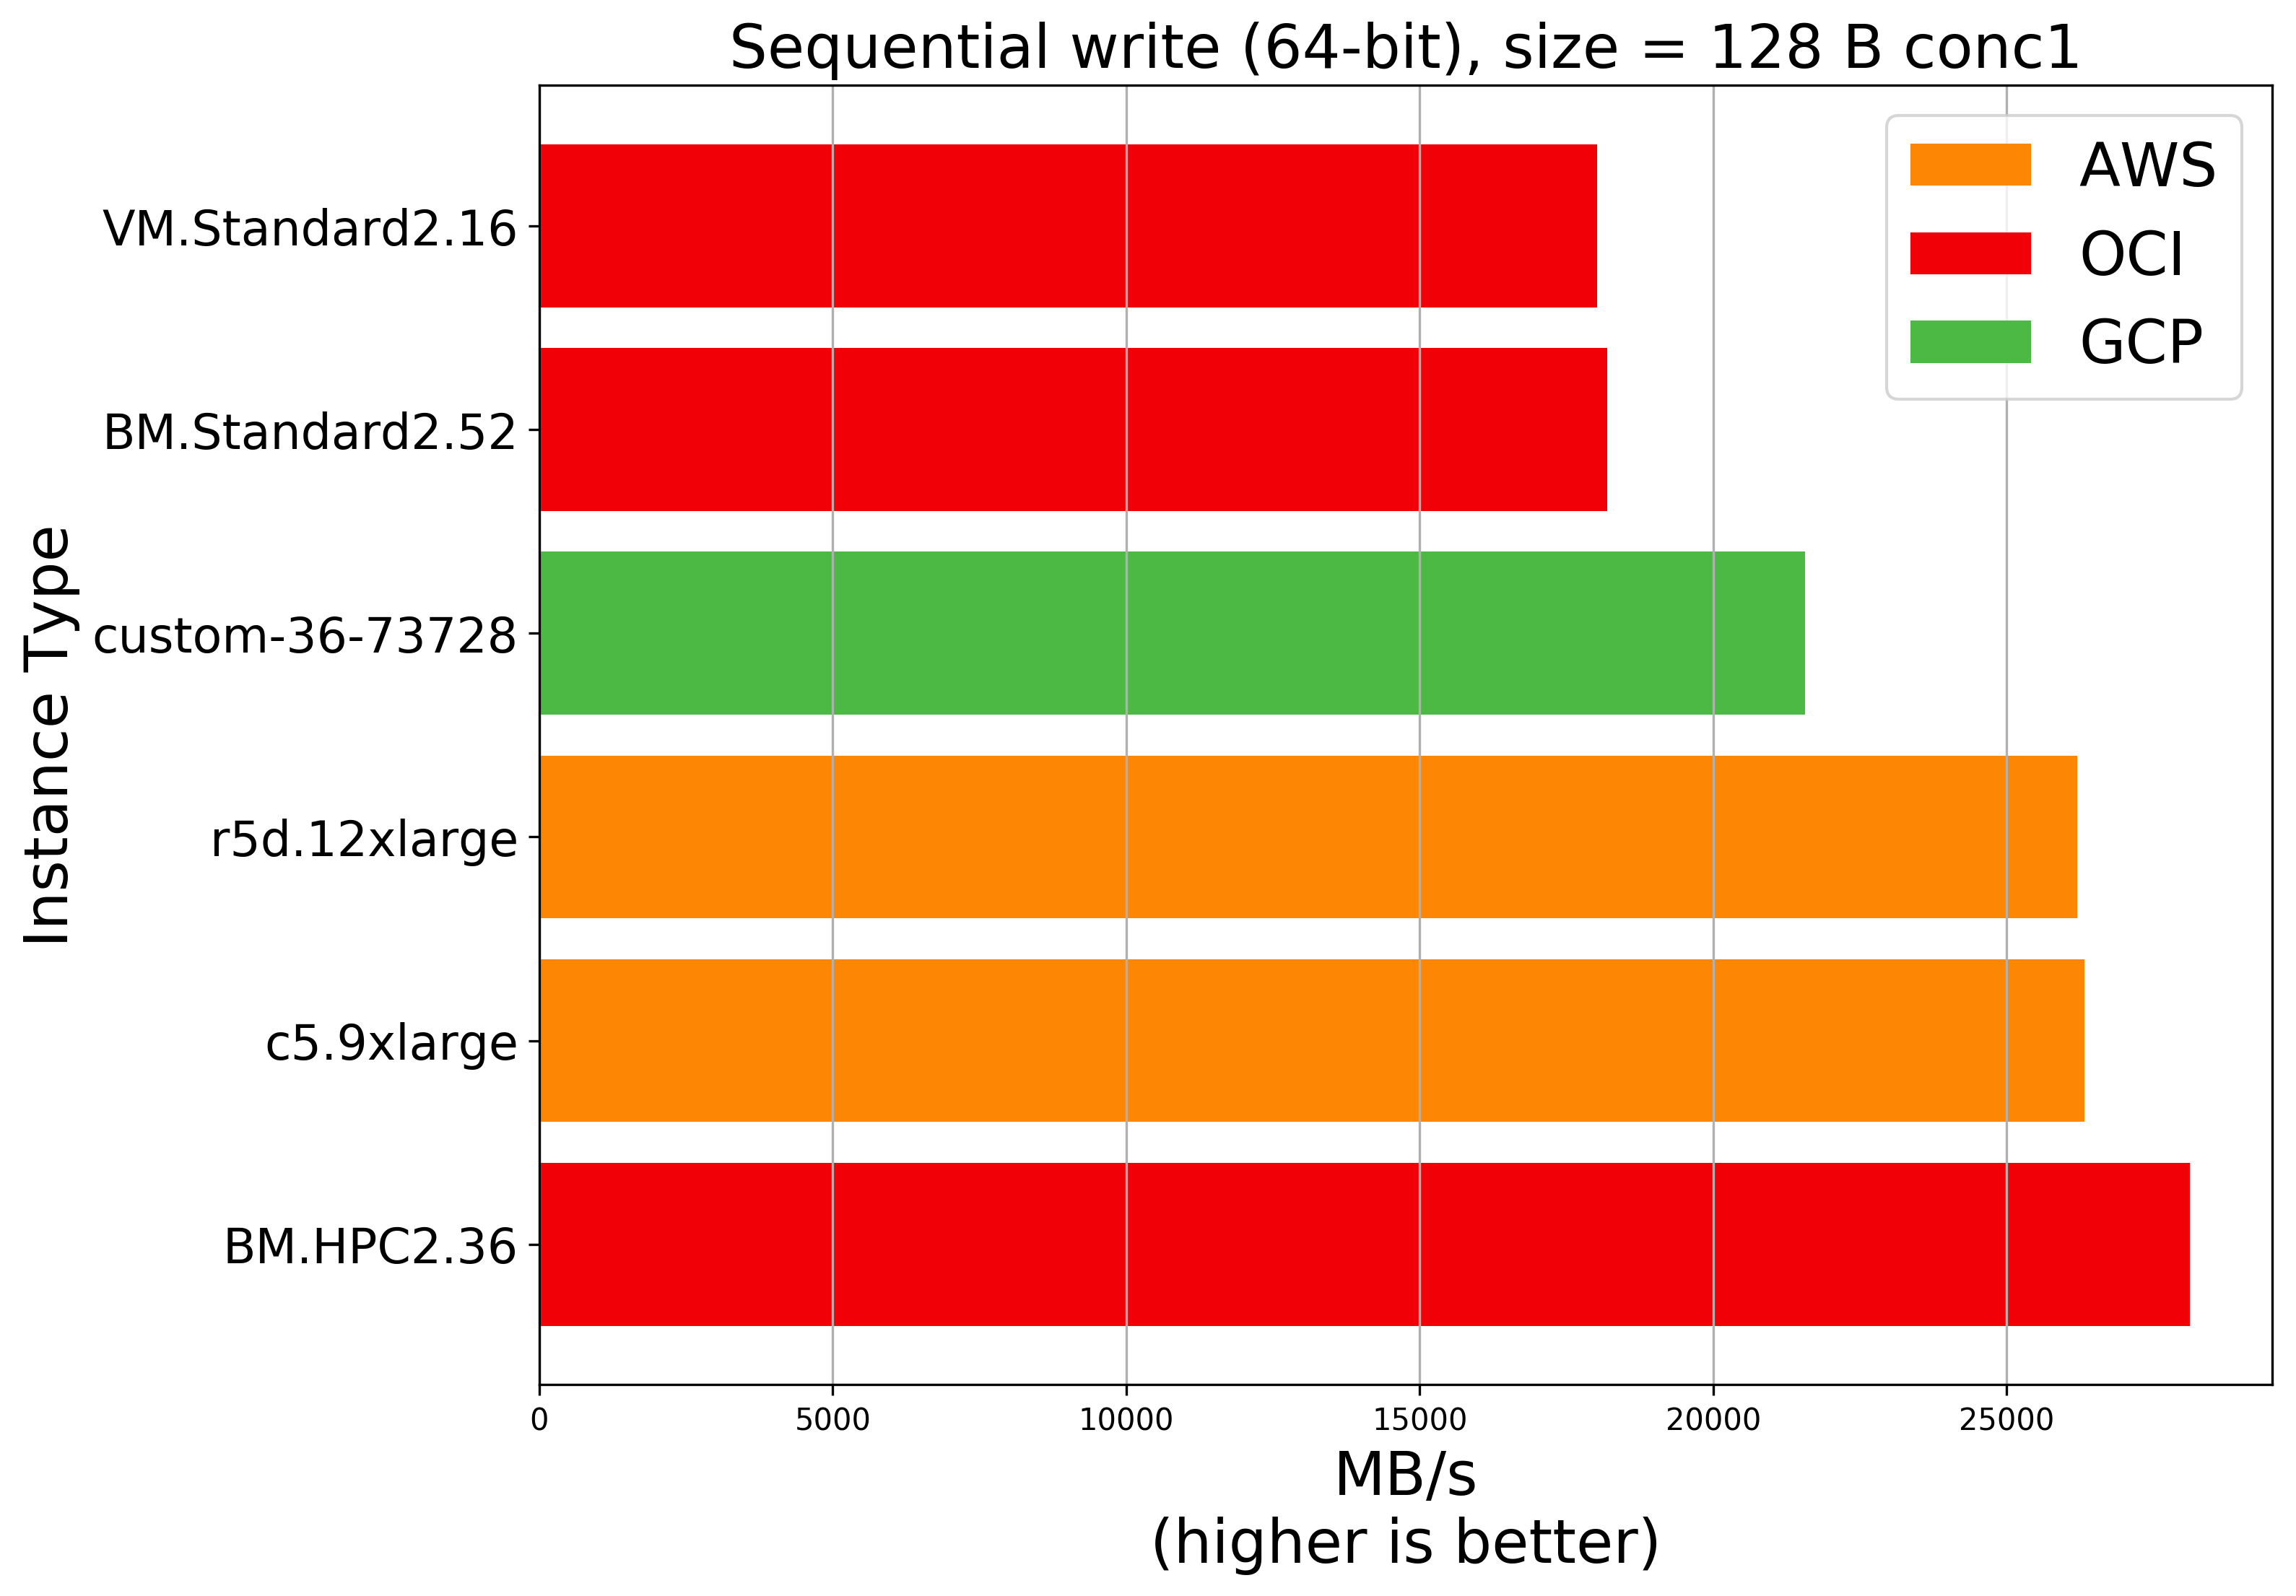 Sequential write (64-bit), size = 128 B conc1
AWS
OCI
GCP
Instance Type
VM.Standard2.16
BM.Standard2.52
custom-36-73728
r5d.12xlarge
c5.9xlarge
BM.HPC2.36
0 5000 10000 15000 20000 25000
MB/s
(higher is better)